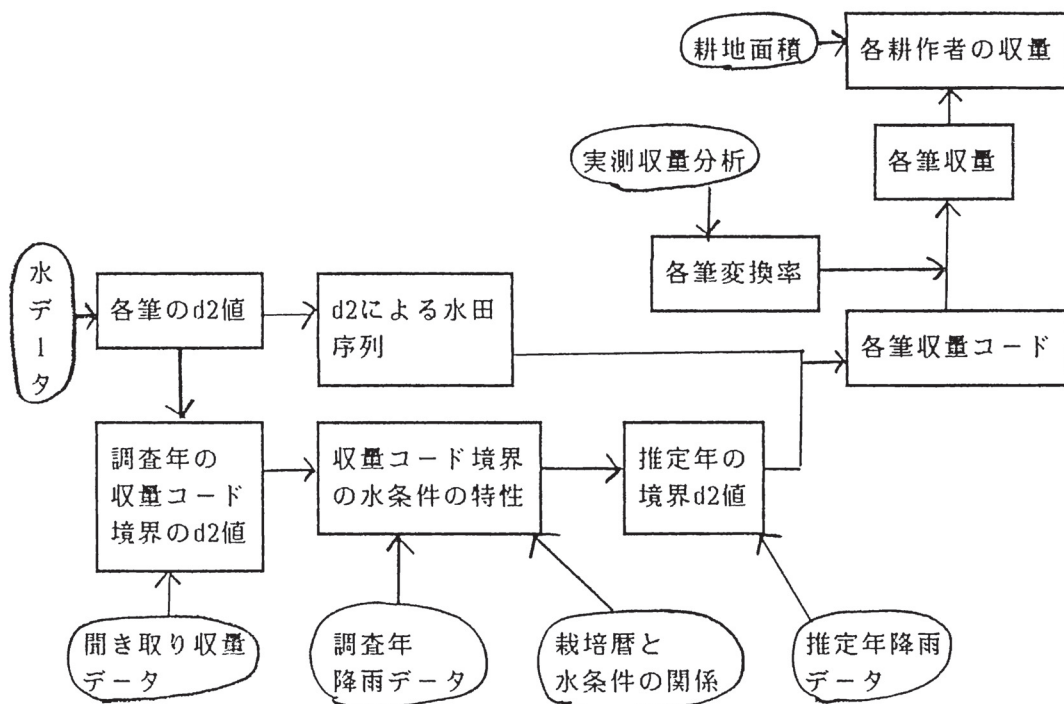 耕地面積
各耕作者の収量
実測収量分析
各筆収量
各筆変換率
水データ
各筆のd2値
d2による水田
序列
各筆収量コード
調査年の
収量コード
境界のd2値
収量コード境界
の水条件の特性
推定年の
境界d2値
聞き取り収量
データ
調査年
降雨データ
栽培暦と
水条件の関係
推定年降雨
データ